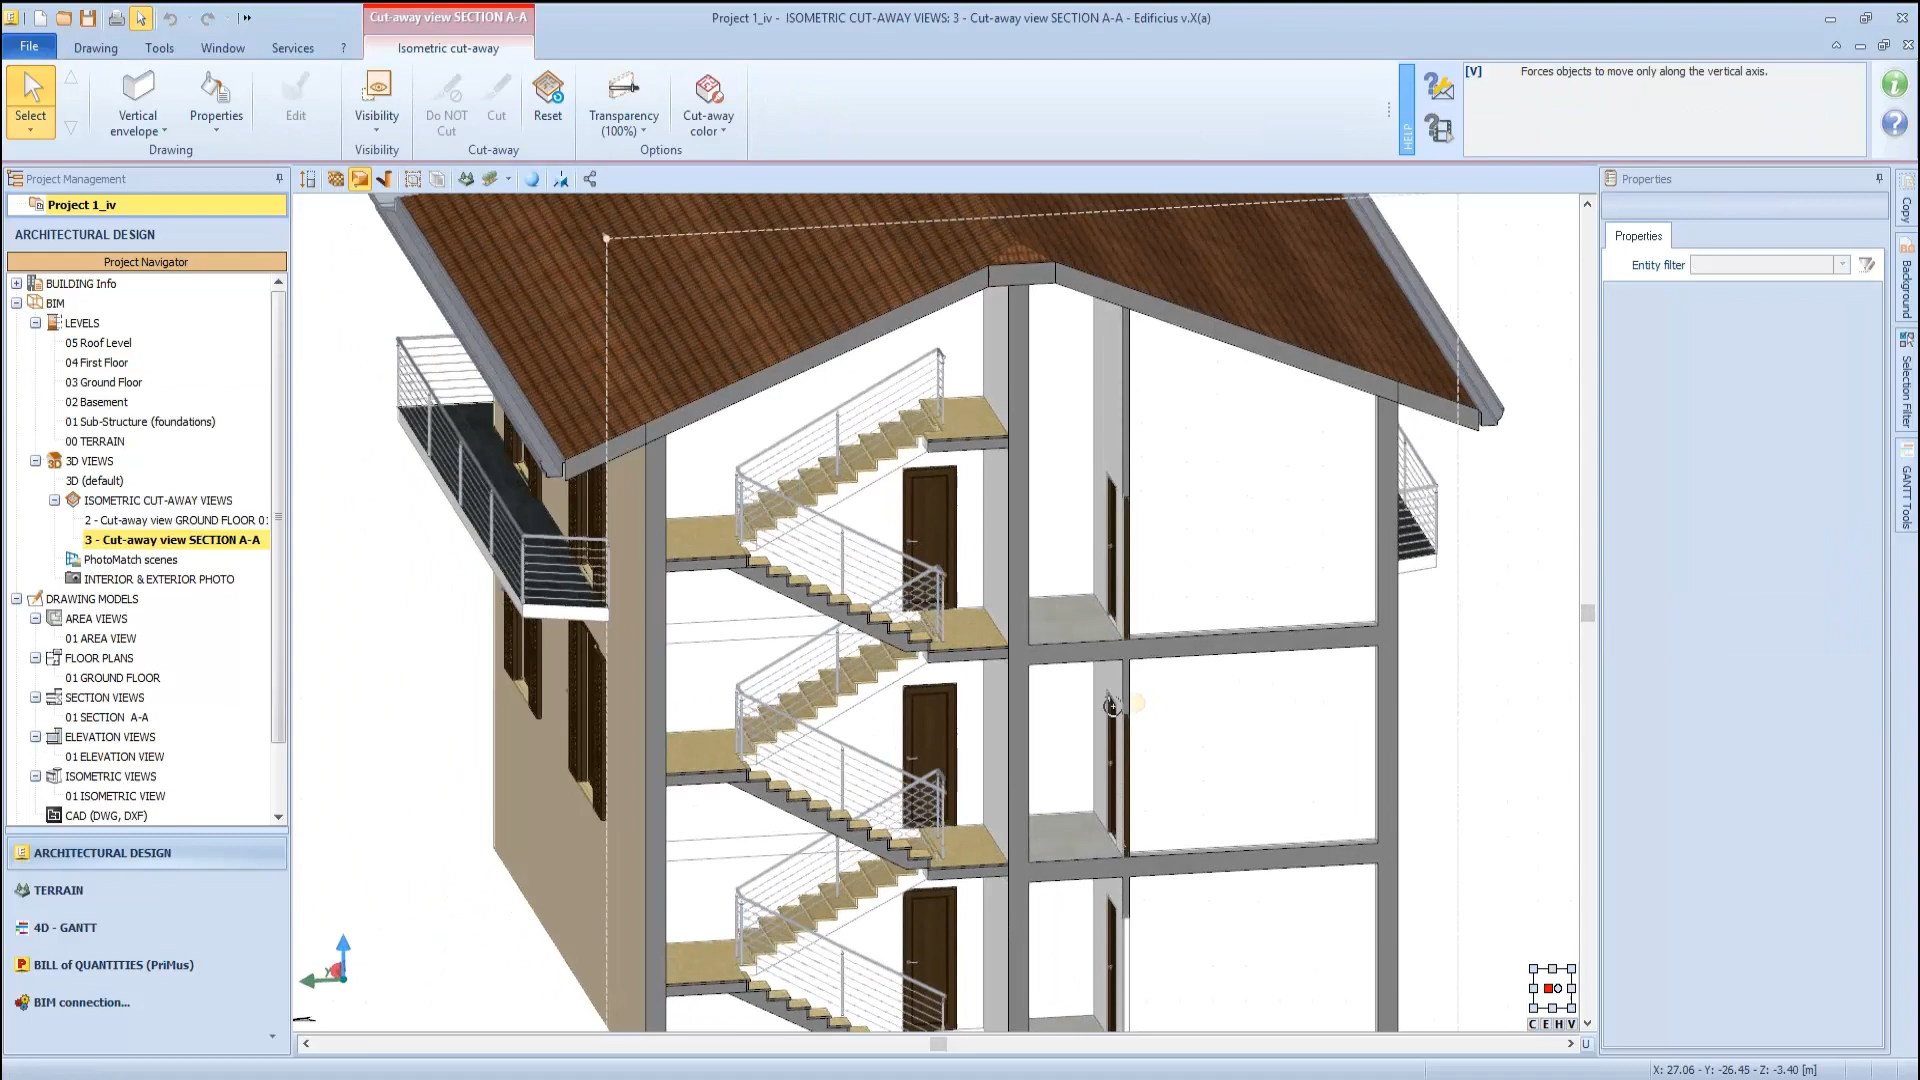 Cut-away view SECTION A-A
Project 1_iv - ISOMETRIC CUT-AWAY VIEWS: 3 - Cut-away view SECTION A-A - Edificius v.X(a)
File
Drawing
Tools
Window
Services
?
Isometric cut-away
Select
Vertical envelope
Properties
Edit
Visibility
Do NOT Cut
Cut
Reset
Transparency (100%)
Cut-away color
Drawing
Visibility
Cut-away
Options
HELP
[V] Forces objects to move only along the vertical axis.
Project Management
Project 1_iv
ARCHITECTURAL DESIGN
Project Navigator
BUILDING Info
BIM
LEVELS
05 Roof Level
04 First Floor
03 Ground Floor
02 Basement
01 Sub-Structure (foundations)
00 TERRAIN
3D VIEWS
3D (default)
ISOMETRIC CUT-AWAY VIEWS
2 - Cut-away view GROUND FLOOR 01
3 - Cut-away view SECTION A-A
PhotoMatch scenes
INTERIOR & EXTERIOR PHOTO
DRAWING MODELS
AREA VIEWS
01 AREA VIEW
FLOOR PLANS
01 GROUND FLOOR
SECTION VIEWS
01 SECTION A-A
ELEVATION VIEWS
01 ELEVATION VIEW
ISOMETRIC VIEWS
01 ISOMETRIC VIEW
CAD (DWG, DXF)
ARCHITECTURAL DESIGN
TERRAIN
4D - GANTT
BILL of QUANTITIES (PriMus)
BIM connection...
C E H V
U
Properties
Properties
Entity filter
Copy
Background
Selection Filter
GANTT Tools
X: 27.06 - Y: -26.45 - Z: -3.40 [m]